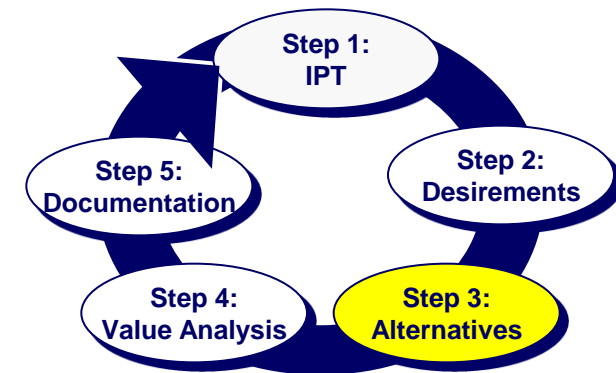 Step 1:
IPT
Step 2:
Desirements
Step 3:
Alternatives
Step 4:
Value Analysis
Step 5:
Documentation